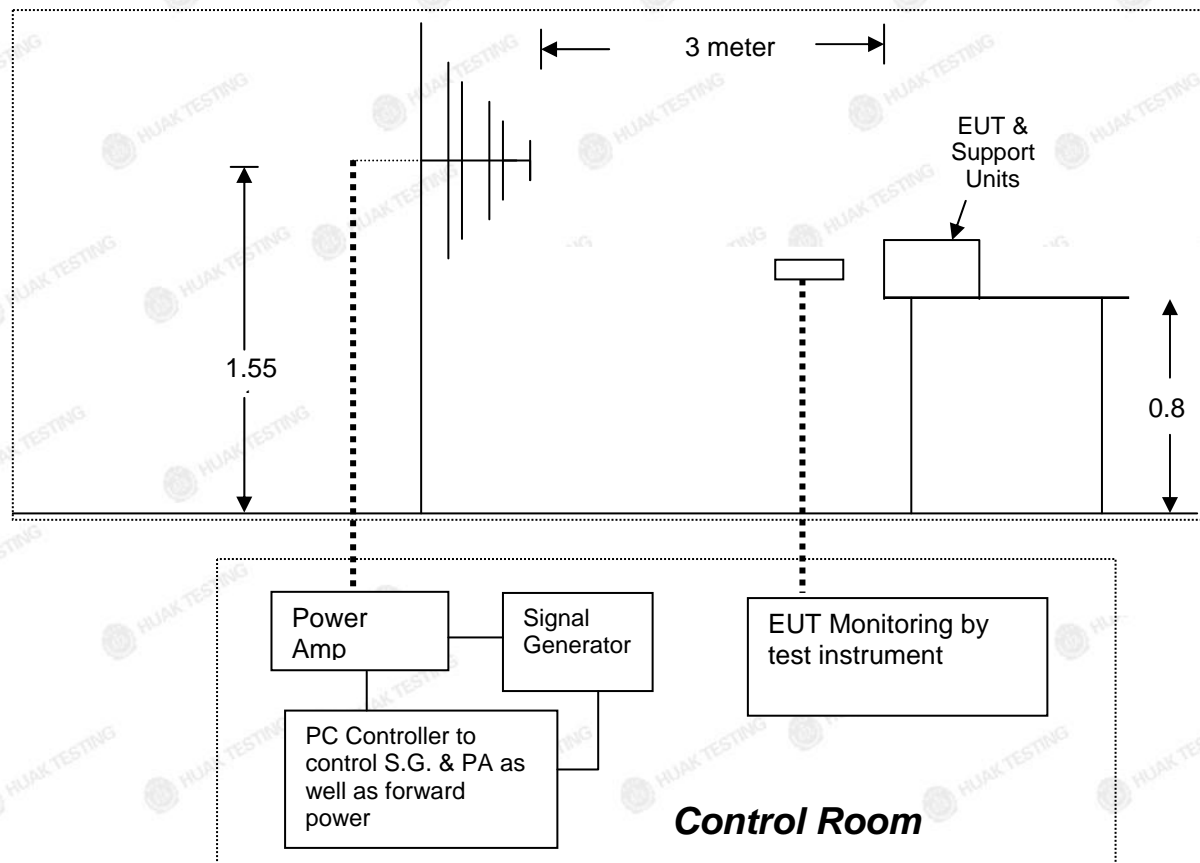 3 meter
EUT &
Support
Units
1.55
0.8
Power
Amp
Signal
Generator
EUT Monitoring by
test instrument
PC Controller to
control S.G. & PA as
well as forward
power
Control Room
HUAK TESTING